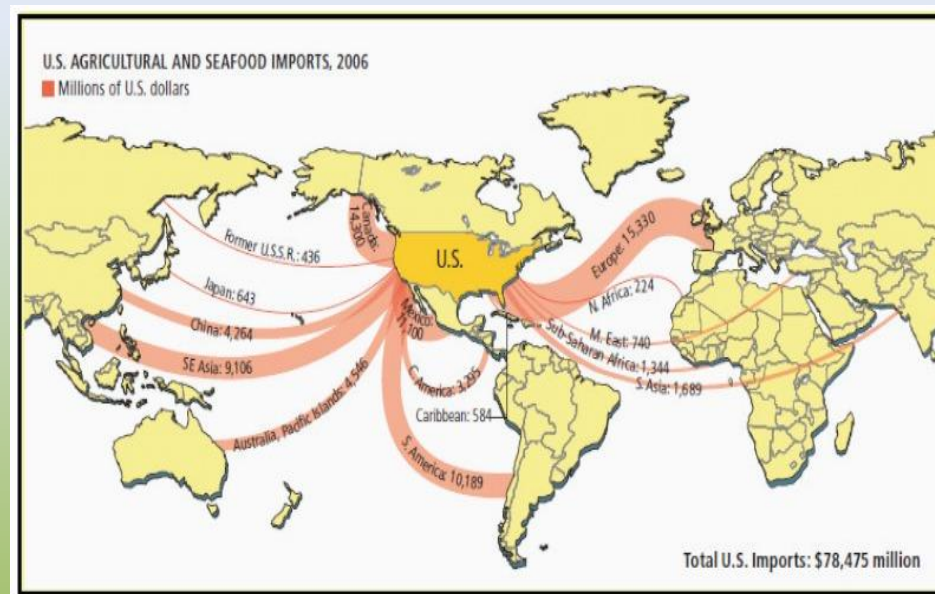 U.S. AGRICULTURAL AND SEAFOOD IMPORTS, 2006
Millions of U.S. dollars
Canada:
14,300
Former U.S.S.R.: 436
U.S.
Europe: 15,330
Japan: 643
N. Africa: 224
China: 4,764
Mexico:
11,100
M. East: 740
SE Asia: 9,106
Sub-Saharan Africa: 1,344
S. Asia: 1,689
C. America: 3,295
Australia, Pacific Islands: 4,546
Caribbean: 584
S. America: 10,189
Total U.S. Imports: $78,475 million